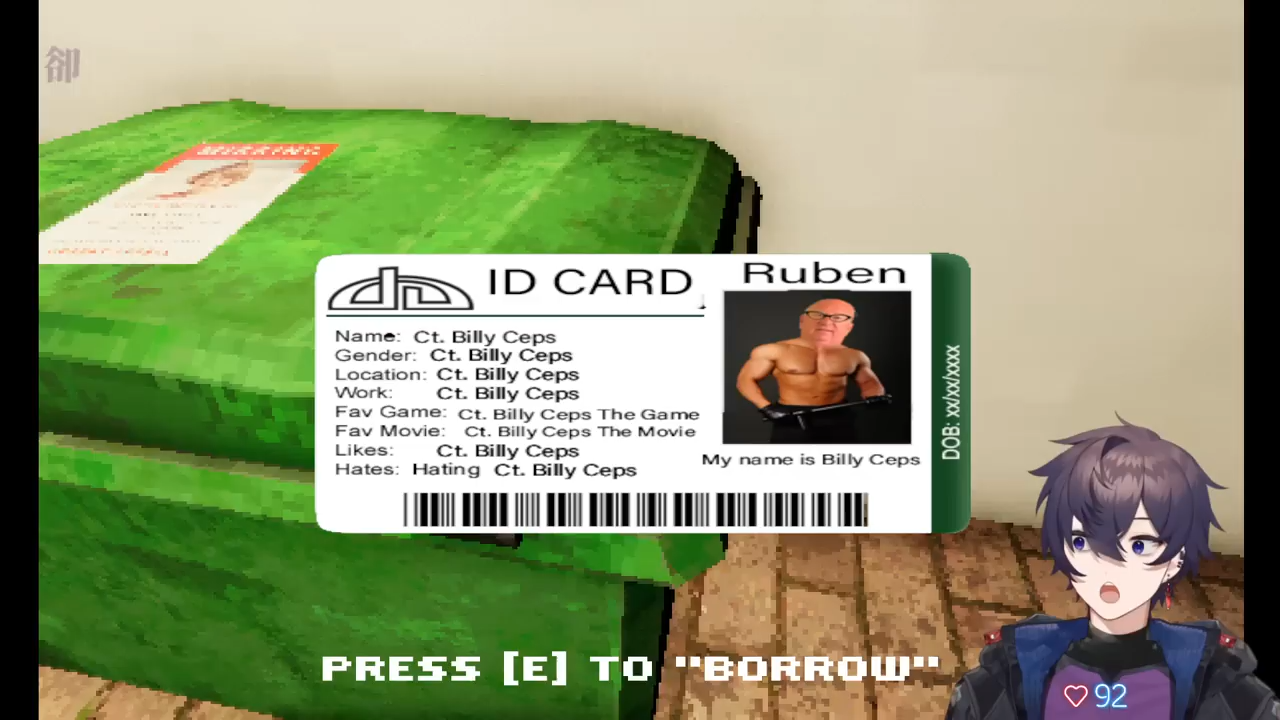 卻
ID CARD
Ruben
Name: Ct. Billy Ceps
Gender: Ct. Billy Ceps
Location: Ct. Billy Ceps
Work: Ct. Billy Ceps
Fav Game: Ct. Billy Ceps The Game
Fav Movie: Ct. Billy Ceps The Movie
Likes: Ct. Billy Ceps
Hates: Hating Ct. Billy Ceps
My name is Billy Ceps
DOB: xx/xx/xxxx
PRESS [E] TO "BORROW"
92